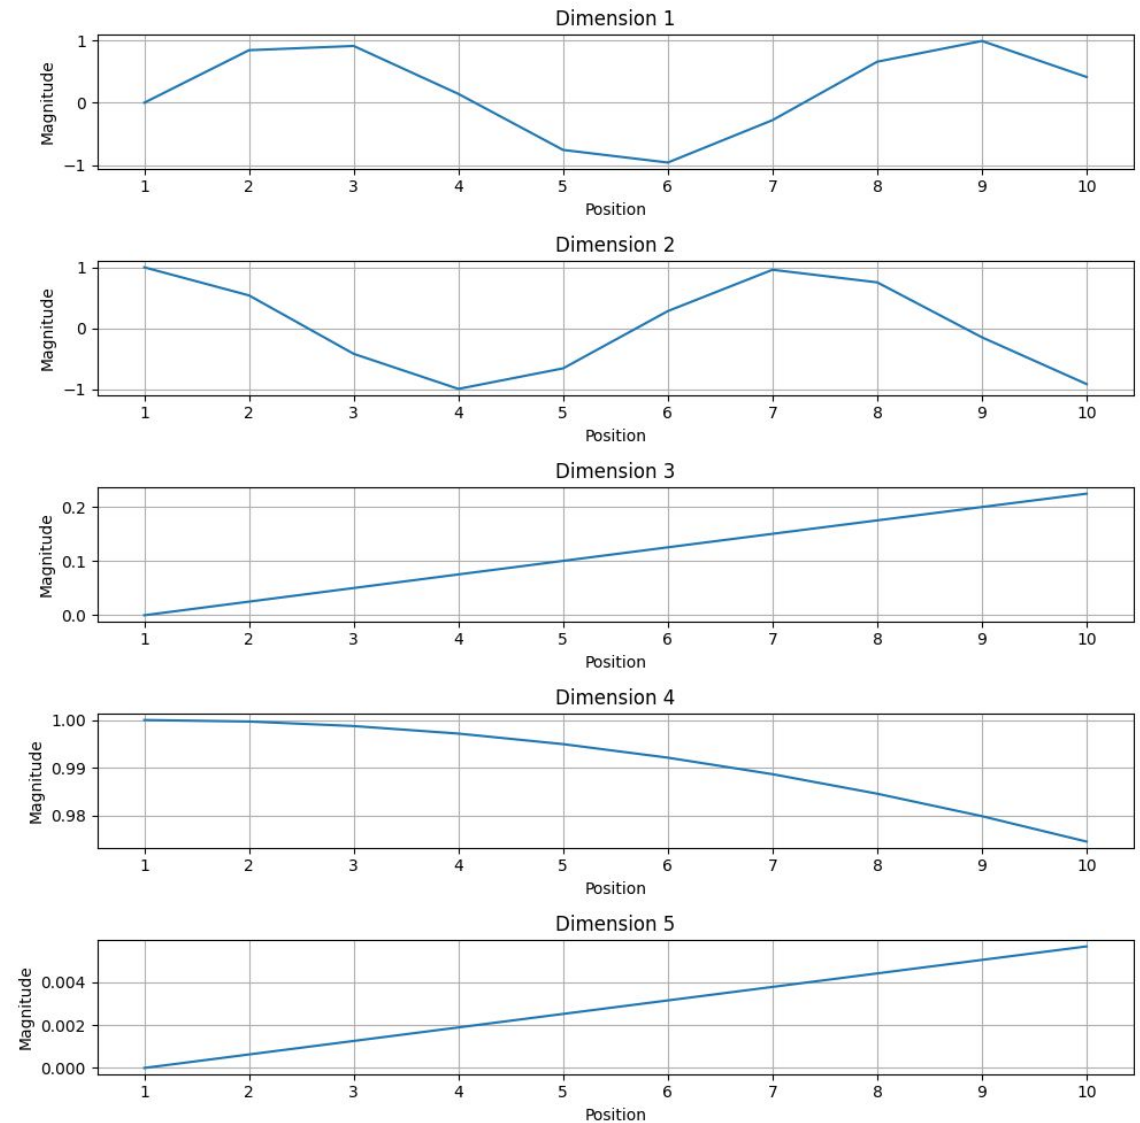 Dimension 1
Magnitude
1
0
−1
1 2 3 4 5 6 7 8 9 10
Position
Dimension 2
Magnitude
1
0
−1
1 2 3 4 5 6 7 8 9 10
Position
Dimension 3
Magnitude
0.2
0.1
0.0
1 2 3 4 5 6 7 8 9 10
Position
Dimension 4
Magnitude
1.00
0.99
0.98
1 2 3 4 5 6 7 8 9 10
Position
Dimension 5
Magnitude
0.004
0.002
0.000
1 2 3 4 5 6 7 8 9 10
Position